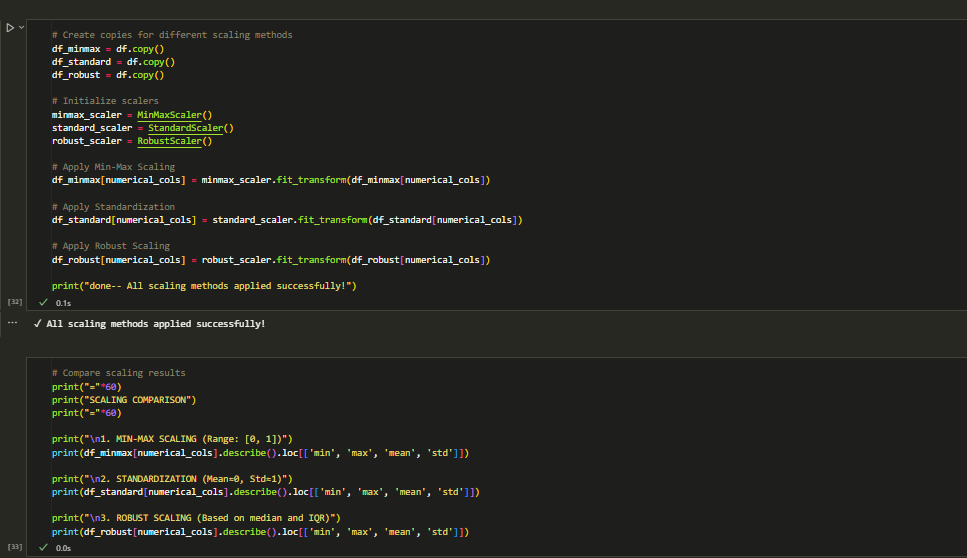 # Create copies for different scaling methods
df_minmax = df.copy()
df_standard = df.copy()
df_robust = df.copy()
# Initialize scalers
minmax_scaler = MinMaxScaler()
standard_scaler = StandardScaler()
robust_scaler = RobustScaler()
# Apply Min-Max Scaling
df_minmax[numerical_cols] = minmax_scaler.fit_transform(df_minmax[numerical_cols])
# Apply Standardization
df_standard[numerical_cols] = standard_scaler.fit_transform(df_standard[numerical_cols])
# Apply Robust Scaling
df_robust[numerical_cols] = robust_scaler.fit_transform(df_robust[numerical_cols])
print("done-- All scaling methods applied successfully!")
[32] ✓ 0.1s
... ✓ All scaling methods applied successfully!
# Compare scaling results
print("="*60)
print("SCALING COMPARISON")
print("="*60)
print("\n1. MIN-MAX SCALING (Range: [0, 1])")
print(df_minmax[numerical_cols].describe().loc[['min', 'max', 'mean', 'std']])
print("\n2. STANDARDIZATION (Mean≈0, Std≈1)")
print(df_standard[numerical_cols].describe().loc[['min', 'max', 'mean', 'std']])
print("\n3. ROBUST SCALING (Based on median and IQR)")
print(df_robust[numerical_cols].describe().loc[['min', 'max', 'mean', 'std']])
[33] ✓ 0.0s